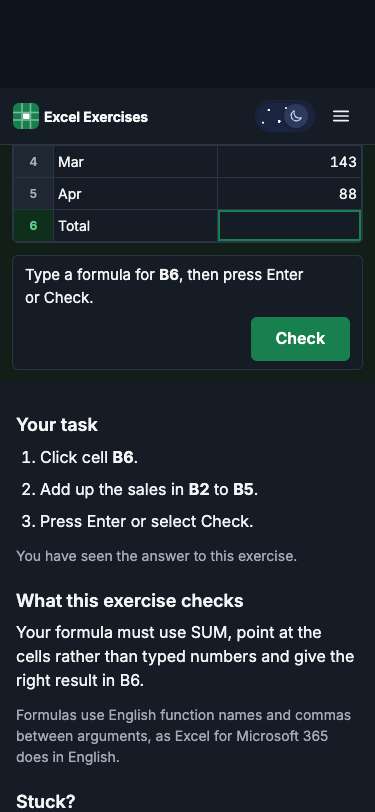 Excel Exercises
4 Mar 143
5 Apr 88
6 Total
Type a formula for B6, then press Enter
or Check.
Check
Your task
1. Click cell B6.
2. Add up the sales in B2 to B5.
3. Press Enter or select Check.
You have seen the answer to this exercise.
What this exercise checks
Your formula must use SUM, point at the
cells rather than typed numbers and give the
right result in B6.
Formulas use English function names and commas
between arguments, as Excel for Microsoft 365
does in English.
Stuck?